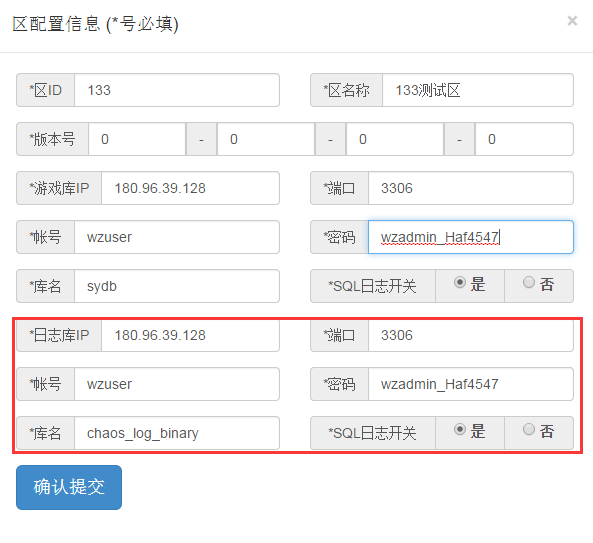 区配置信息 (*号必填) ×
*区ID 133 *区名称 133测试区
*版本号 0 - 0 - 0 - 0
*游戏库IP 180.96.39.128 *端口 3306
*帐号 wzuser *密码 wzadmin_Haf4547
*库名 sydb *SQL日志开关 是 否
*日志库IP 180.96.39.128 *端口 3306
*帐号 wzuser *密码 wzadmin_Haf4547
*库名 chaos_log_binary *SQL日志开关 是 否
确认提交